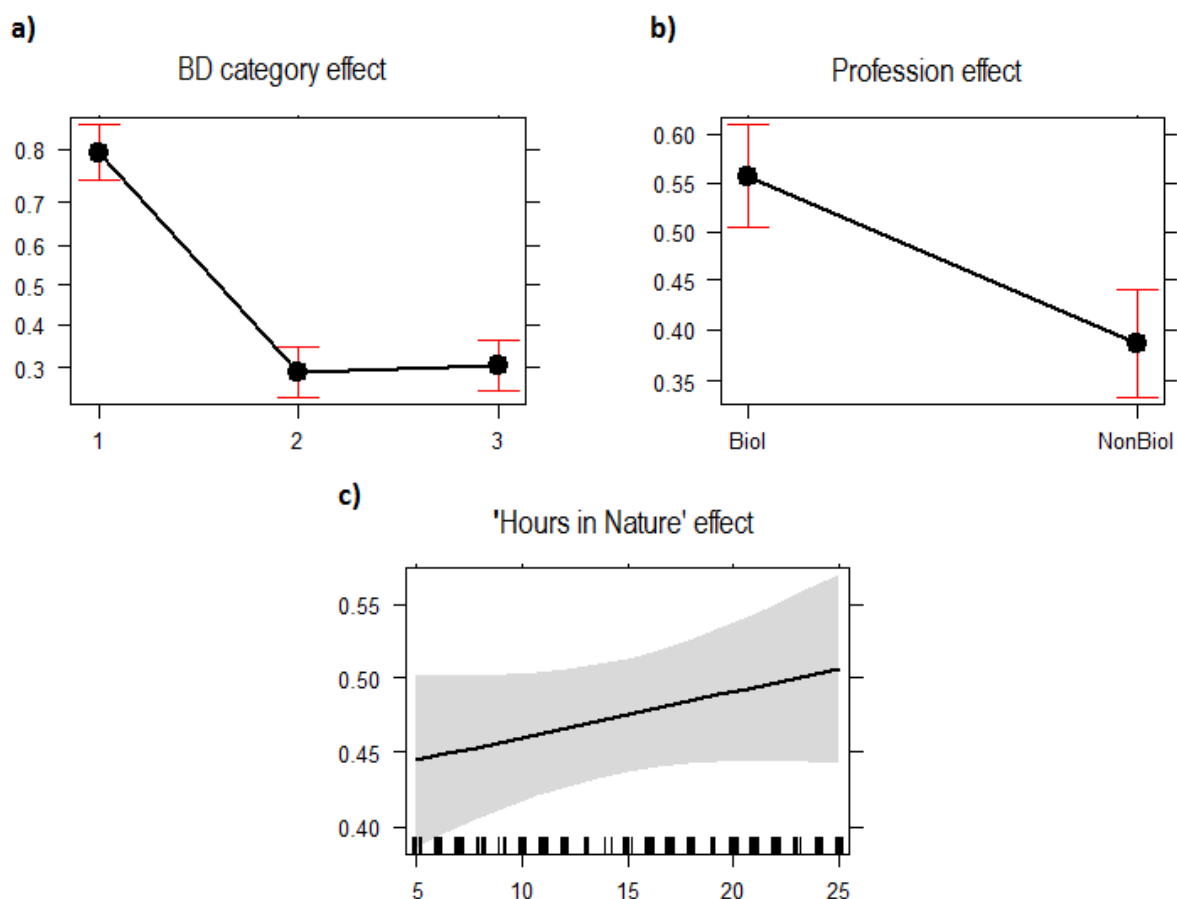 a)
BD category effect
0.8
0.7
0.6
0.5
0.4
0.3
1 2 3
b)
Profession effect
0.60
0.55
0.50
0.45
0.40
0.35
Biol NonBiol
c)
'Hours in Nature' effect
0.55
0.50
0.45
0.40
5 10 15 20 25